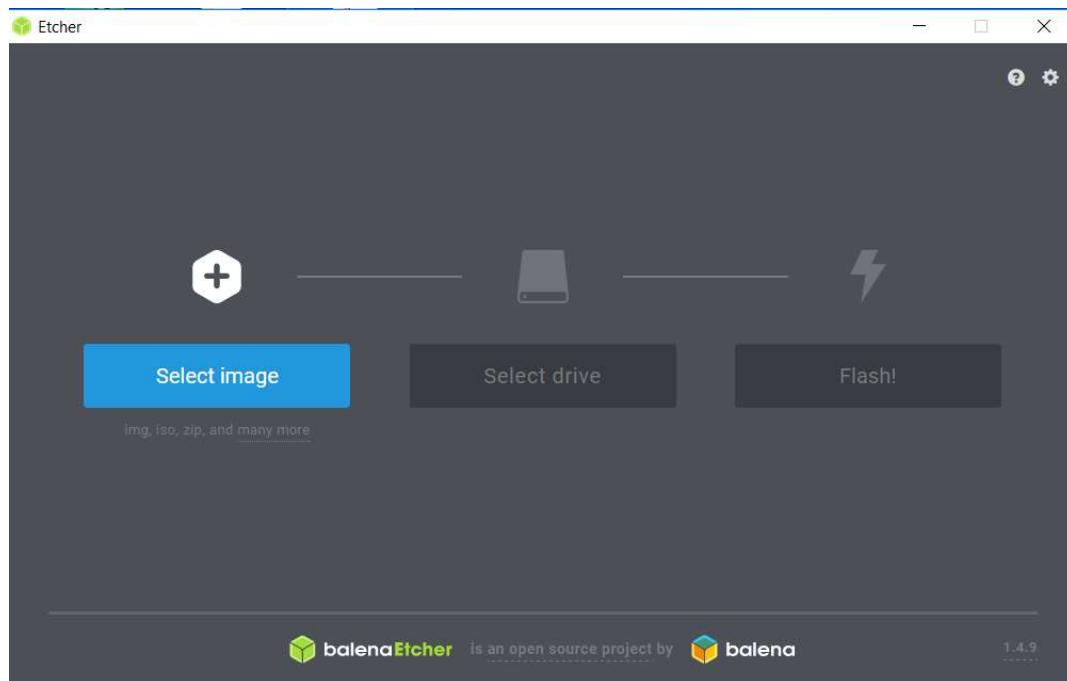 Etcher
Select image
Select drive
Flash!
img, iso, zip, and many more
balenaEtcher is an open source project by balena
1.4.9